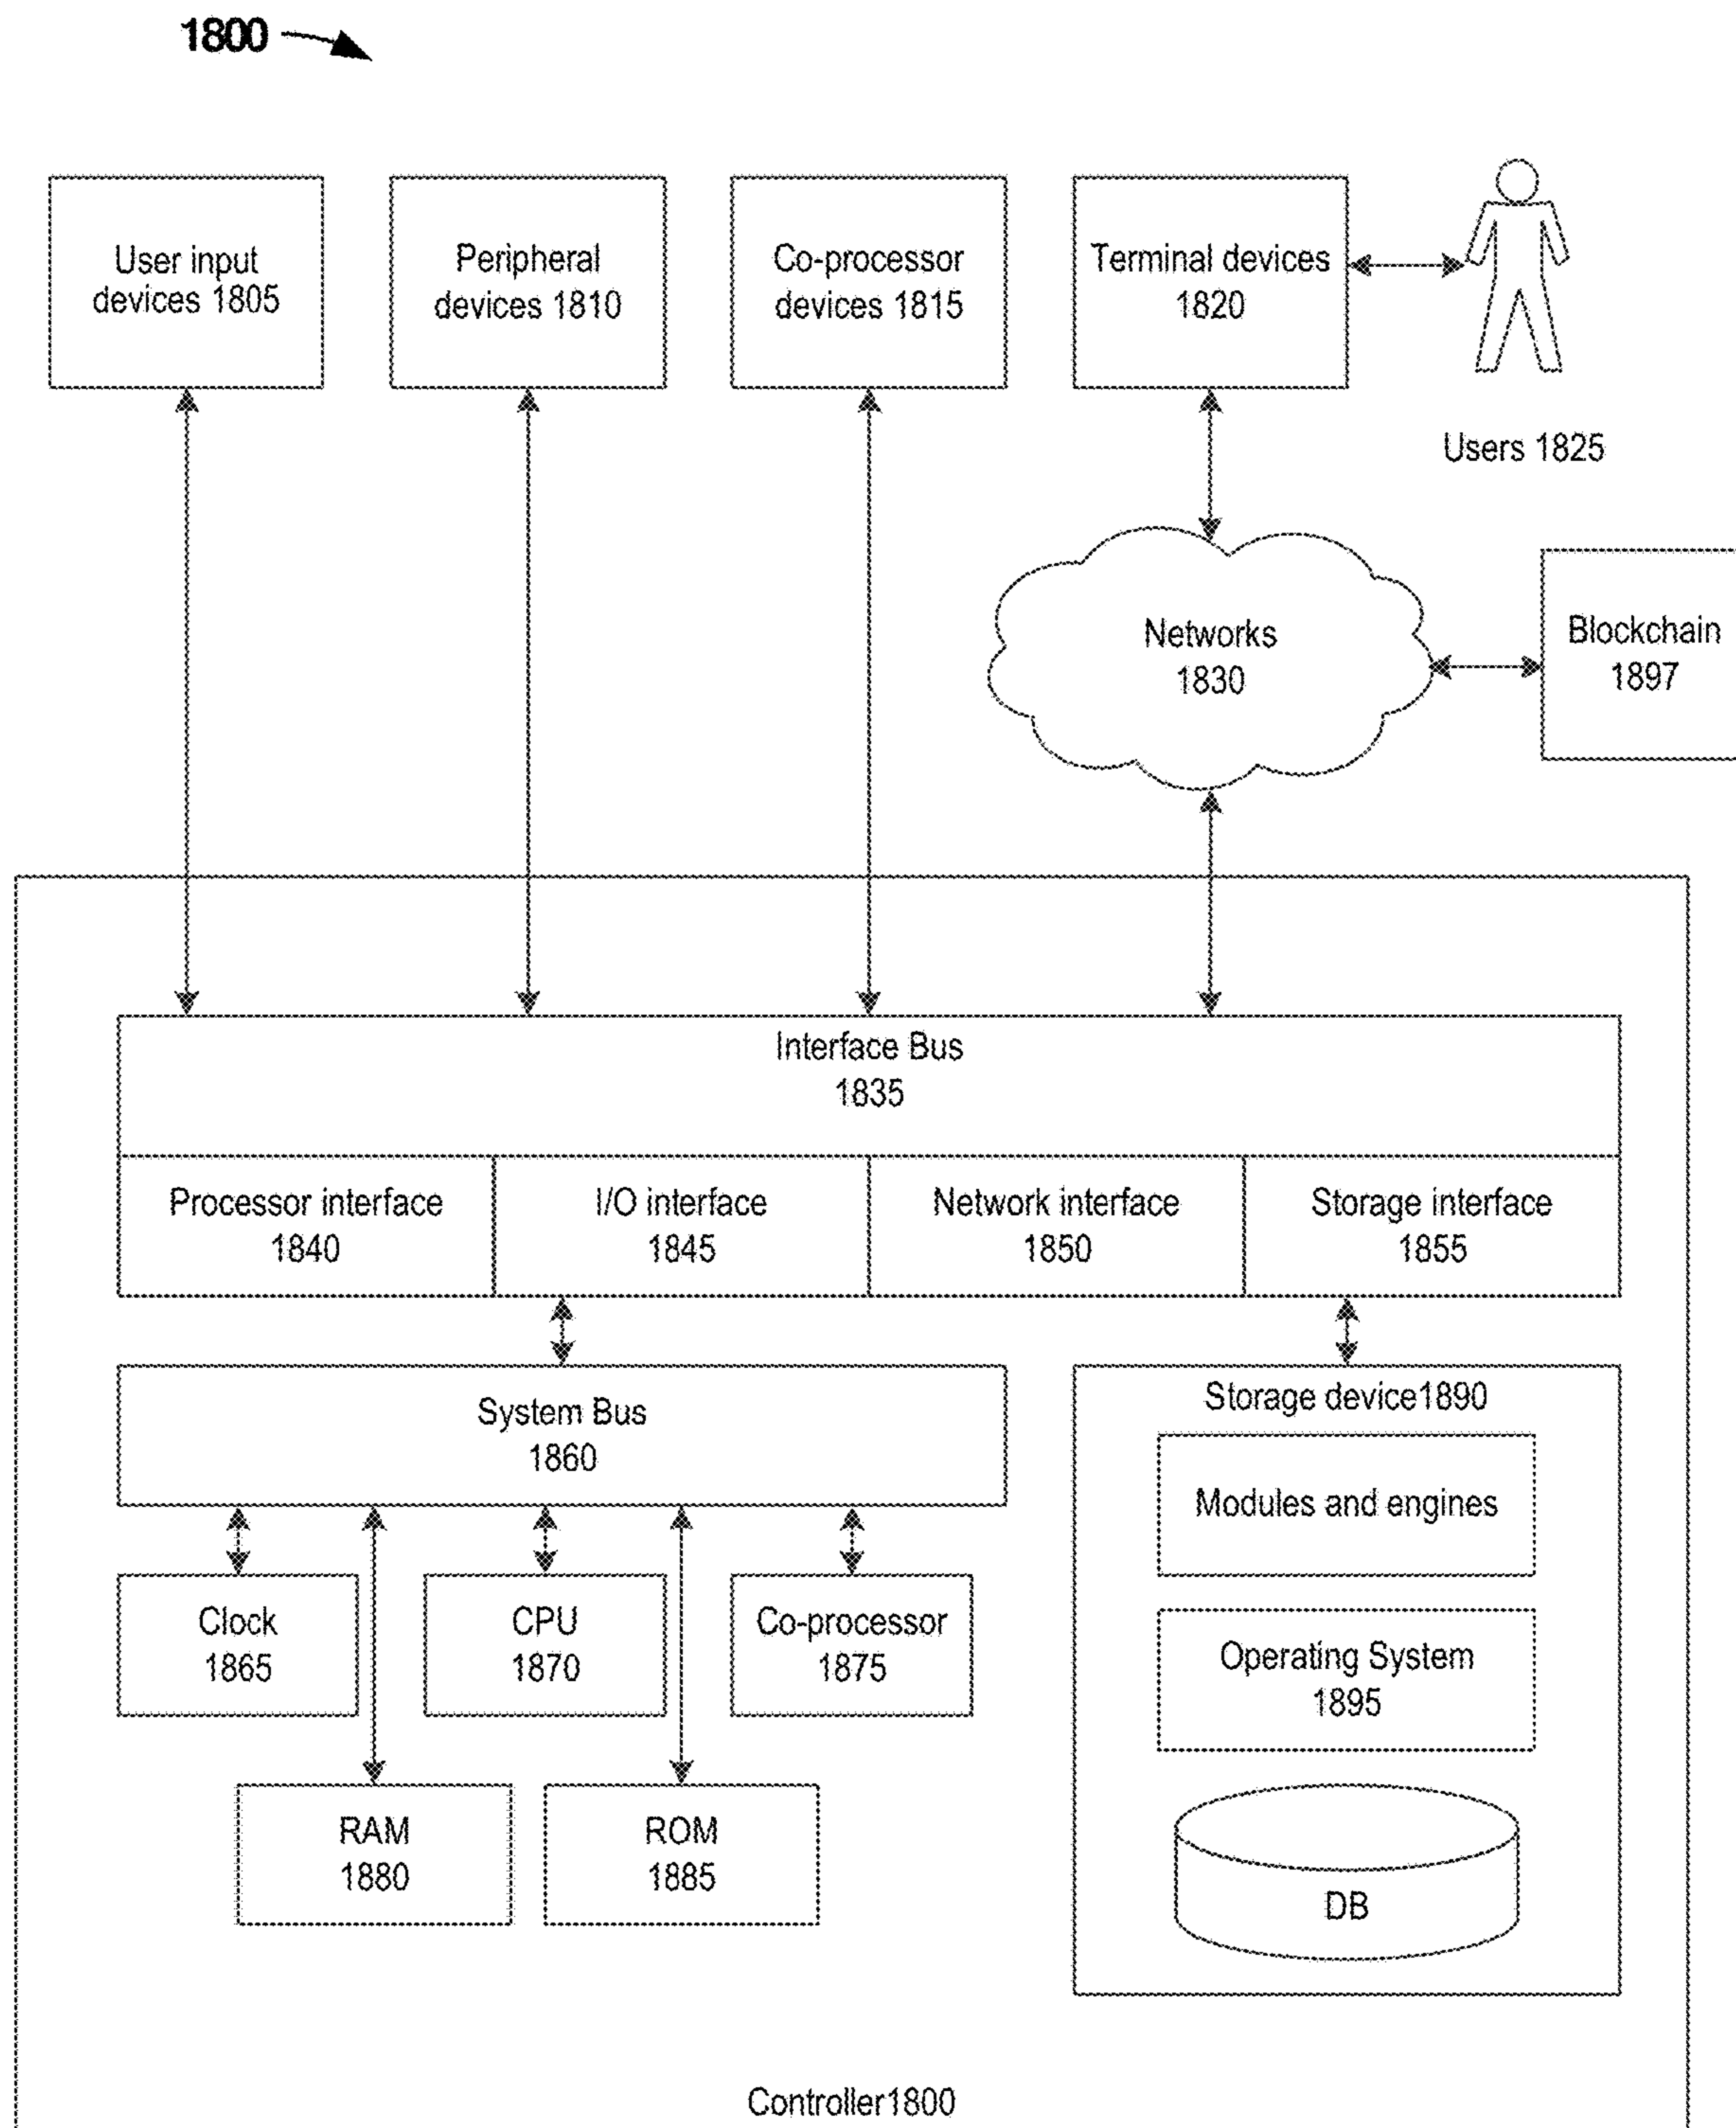 1800
User input
devices 1805
Peripheral
devices 1810
Co-processor
devices 1815
Terminal devices
1820
Users 1825
Networks
1830
Blockchain
1897
Interface Bus
1835
Processor interface
1840
I/O interface
1845
Network interface
1850
Storage interface
1855
System Bus
1860
Storage device1890
Modules and engines
Clock
1865
CPU
1870
Co-processor
1875
Operating System
1895
RAM
1880
ROM
1885
DB
Controller1800